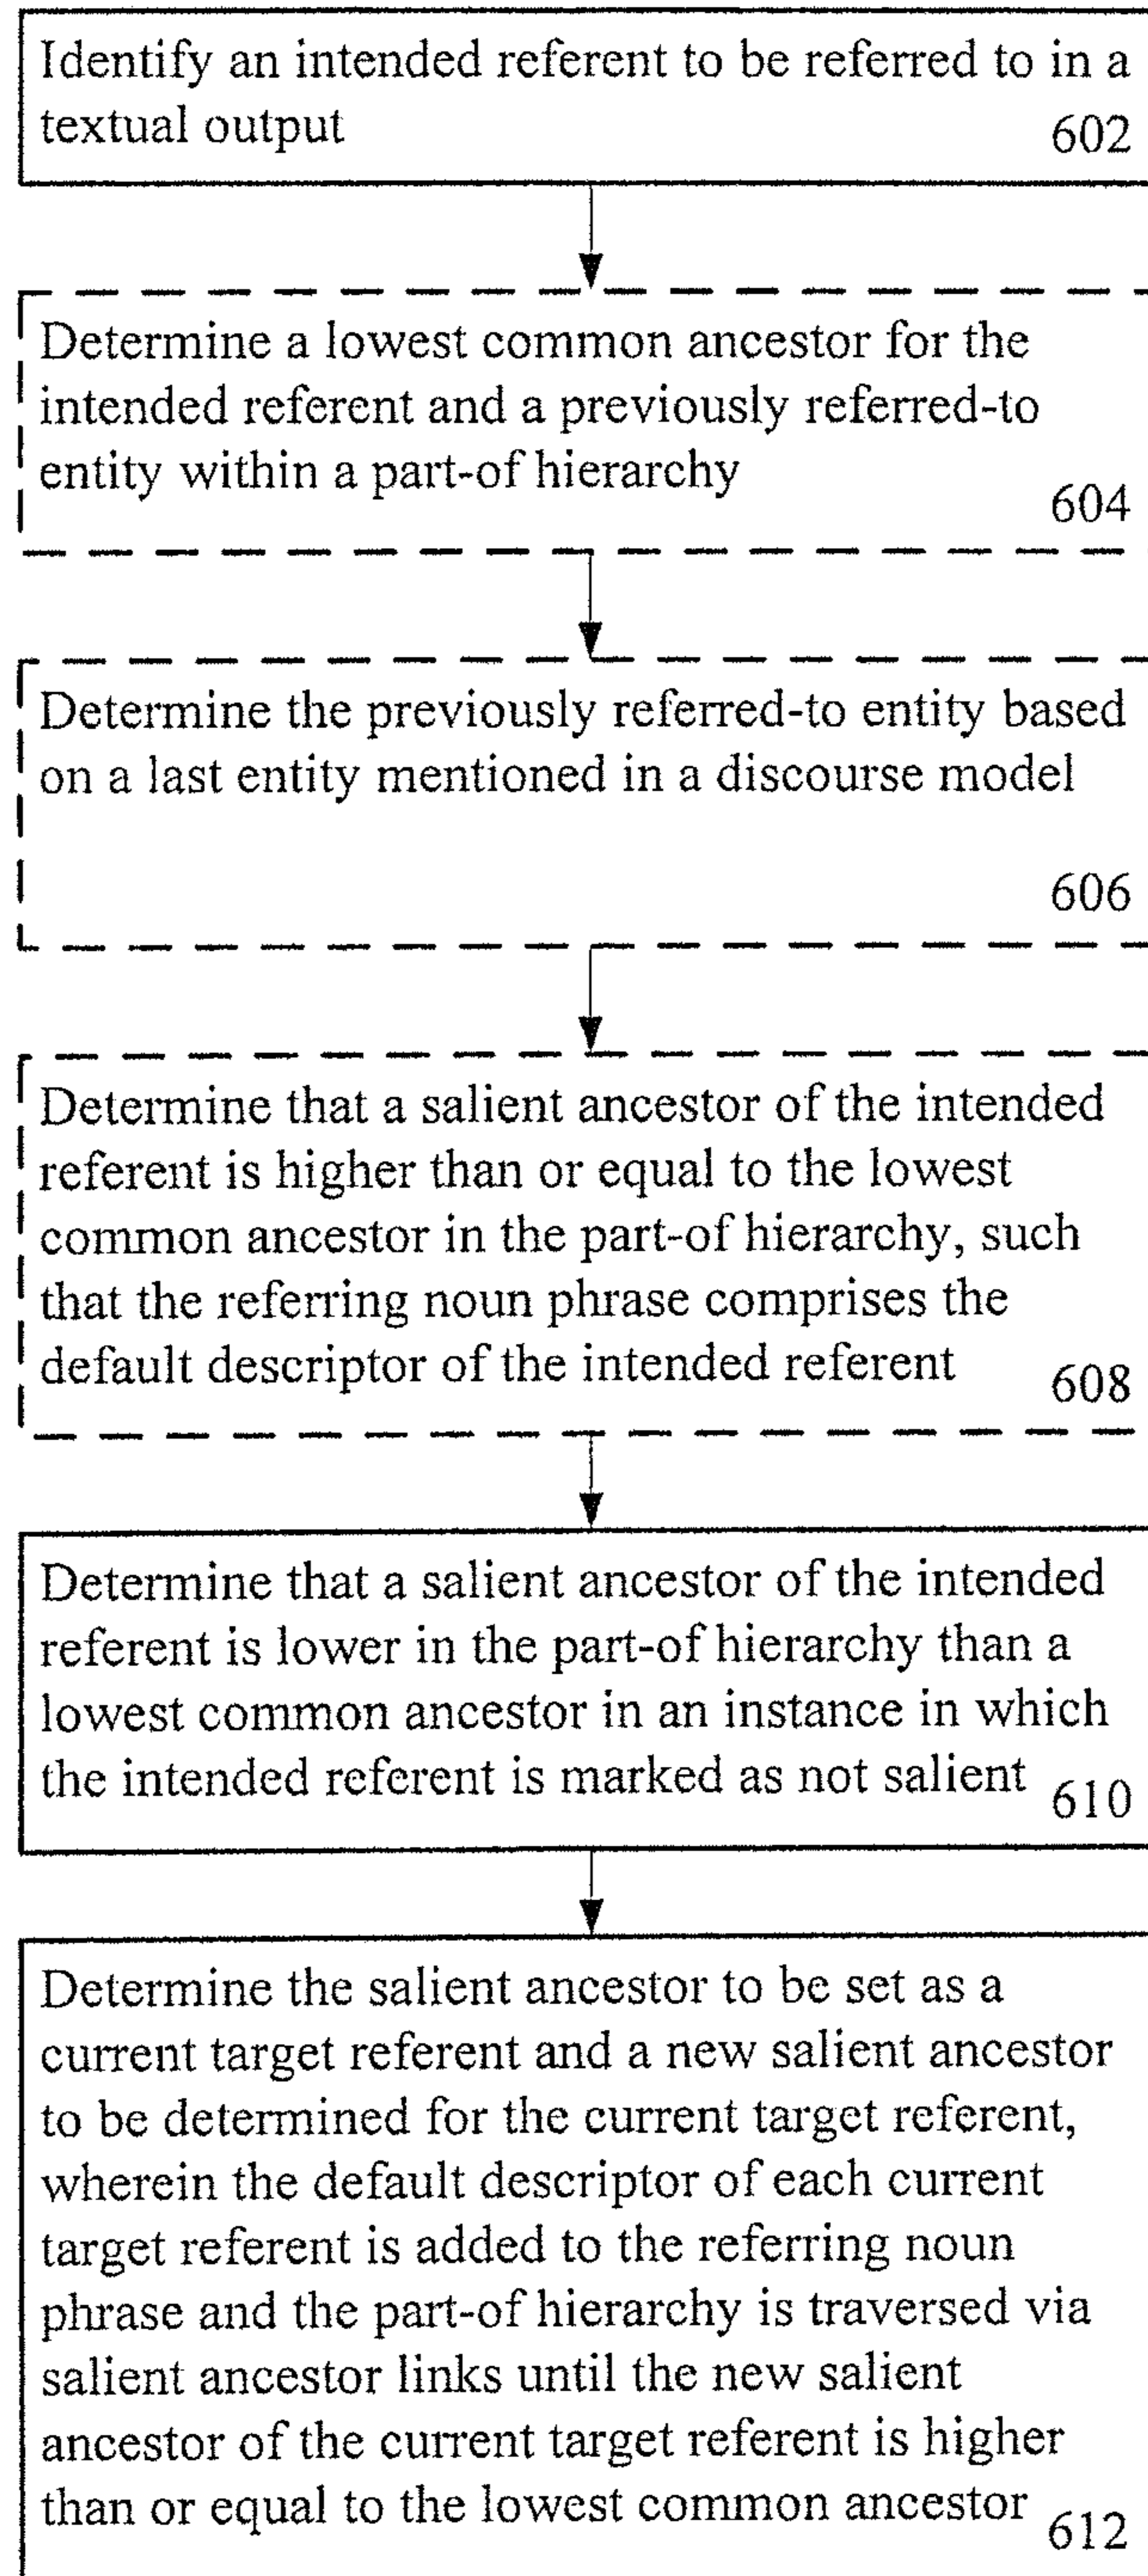 Identify an intended referent to be referred to in a
textual output
602
Determine a lowest common ancestor for the
intended referent and a previously referred-to
entity within a part-of hierarchy
604
Determine the previously referred-to entity based
on a last entity mentioned in a discourse model
606
Determine that a salient ancestor of the intended
referent is higher than or equal to the lowest
common ancestor in the part-of hierarchy, such
that the referring noun phrase comprises the
default descriptor of the intended referent
608
Determine that a salient ancestor of the intended
referent is lower in the part-of hierarchy than a
lowest common ancestor in an instance in which
the intended referent is marked as not salient
610
Determine the salient ancestor to be set as a
current target referent and a new salient ancestor
to be determined for the current target referent,
wherein the default descriptor of each current
target referent is added to the referring noun
phrase and the part-of hierarchy is traversed via
salient ancestor links until the new salient
ancestor of the current target referent is higher
than or equal to the lowest common ancestor
612